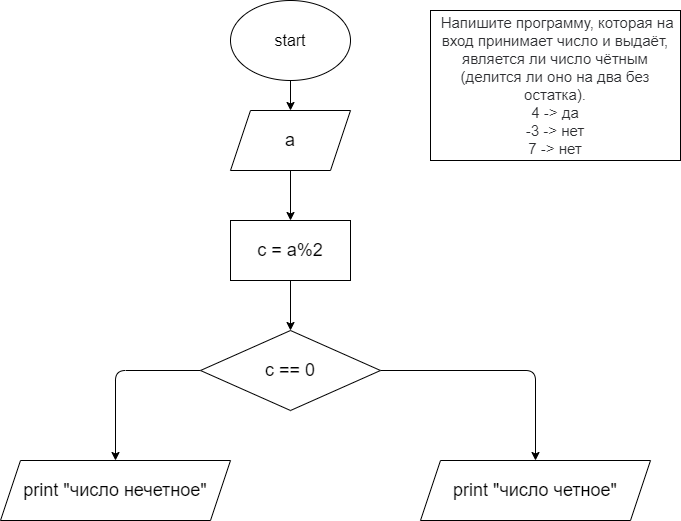 start
Напишите программу, которая на
вход принимает число и выдаёт,
является ли число чётным
(делится ли оно на два без
остатка).
4 -> да
-3 -> нет
7 -> нет
a
c = a%2
c == 0
print "число нечетное"
print "число четное"